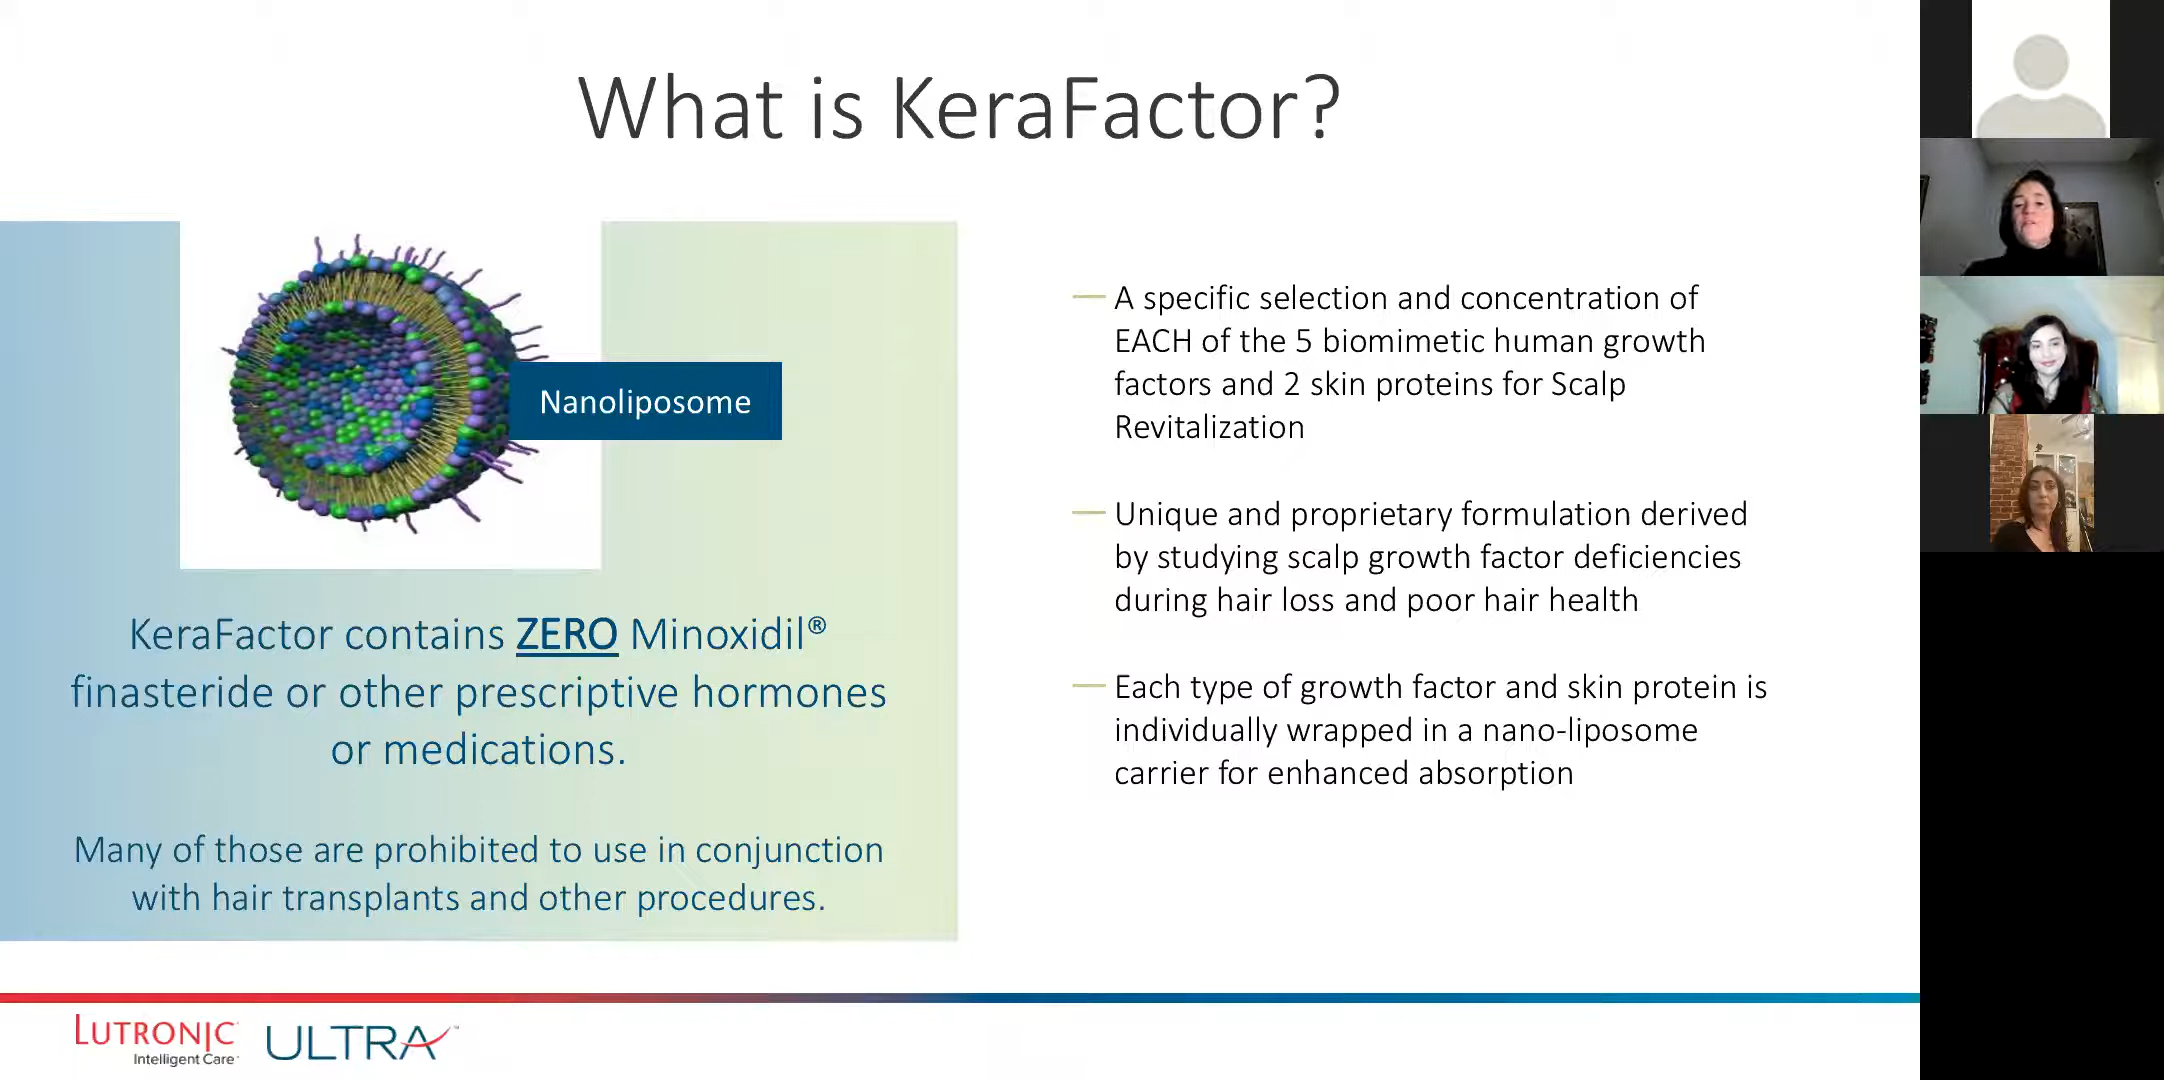 What is KeraFactor?
Nanoliposome
KeraFactor contains ZERO Minoxidil®
finasteride or other prescriptive hormones
or medications.
Many of those are prohibited to use in conjunction
with hair transplants and other procedures.
— A specific selection and concentration of
EACH of the 5 biomimetic human growth
factors and 2 skin proteins for Scalp
Revitalization
— Unique and proprietary formulation derived
by studying scalp growth factor deficiencies
during hair loss and poor hair health
— Each type of growth factor and skin protein is
individually wrapped in a nano-liposome
carrier for enhanced absorption
LUTRONIC
Intelligent Care
ULTRA™